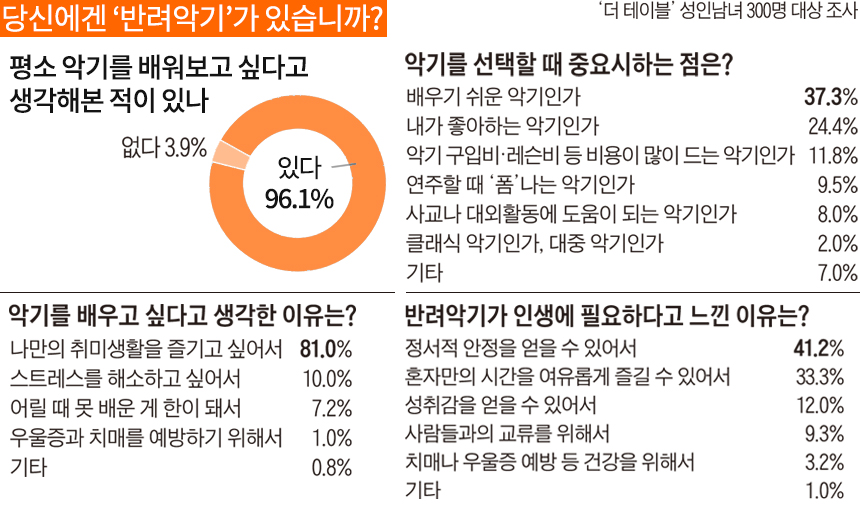 당신에겐 ‘반려악기’가 있습니까?
‘더 테이블’ 성인남녀 300명 대상 조사
평소 악기를 배워보고 싶다고
생각해본 적이 있나
없다 3.9%
있다
96.1%
악기를 선택할 때 중요시하는 점은?
배우기 쉬운 악기인가 37.3%
내가 좋아하는 악기인가 24.4%
악기 구입비·레슨비 등 비용이 많이 드는 악기인가 11.8%
연주할 때 ‘폼’나는 악기인가 9.5%
사교나 대외활동에 도움이 되는 악기인가 8.0%
클래식 악기인가, 대중 악기인가 2.0%
기타 7.0%
악기를 배우고 싶다고 생각한 이유는?
나만의 취미생활을 즐기고 싶어서 81.0%
스트레스를 해소하고 싶어서 10.0%
어릴 때 못 배운 게 한이 돼서 7.2%
우울증과 치매를 예방하기 위해서 1.0%
기타 0.8%
반려악기가 인생에 필요하다고 느낀 이유는?
정서적 안정을 얻을 수 있어서 41.2%
혼자만의 시간을 여유롭게 즐길 수 있어서 33.3%
성취감을 얻을 수 있어서 12.0%
사람들과의 교류를 위해서 9.3%
치매나 우울증 예방 등 건강을 위해서 3.2%
기타 1.0%